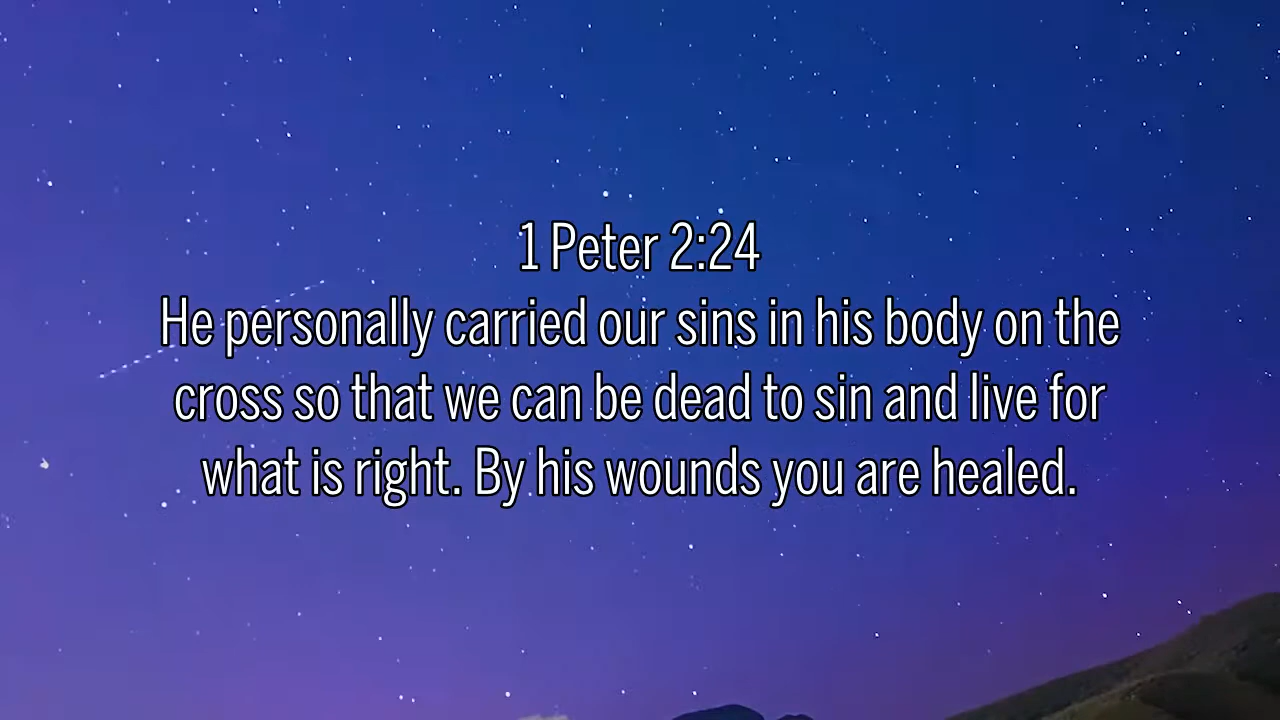 1 Peter 2:24
He personally carried our sins in his body on the
cross so that we can be dead to sin and live for
what is right. By his wounds you are healed.